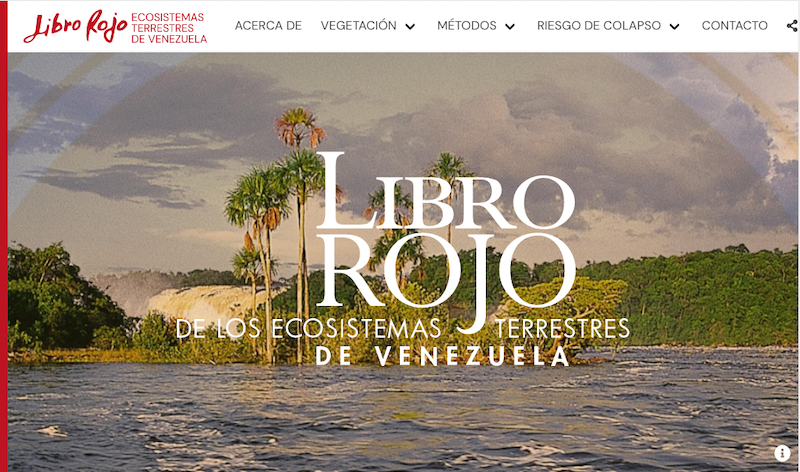 Libro Rojo
ECOSISTEMAS
TERRESTRES
DE VENEZUELA
ACERCA DE
VEGETACIÓN
MÉTODOS
RIESGO DE COLAPSO
CONTACTO
LIBRO
ROJO
DE LOS ECOSISTEMAS TERRESTRES
DE VENEZUELA